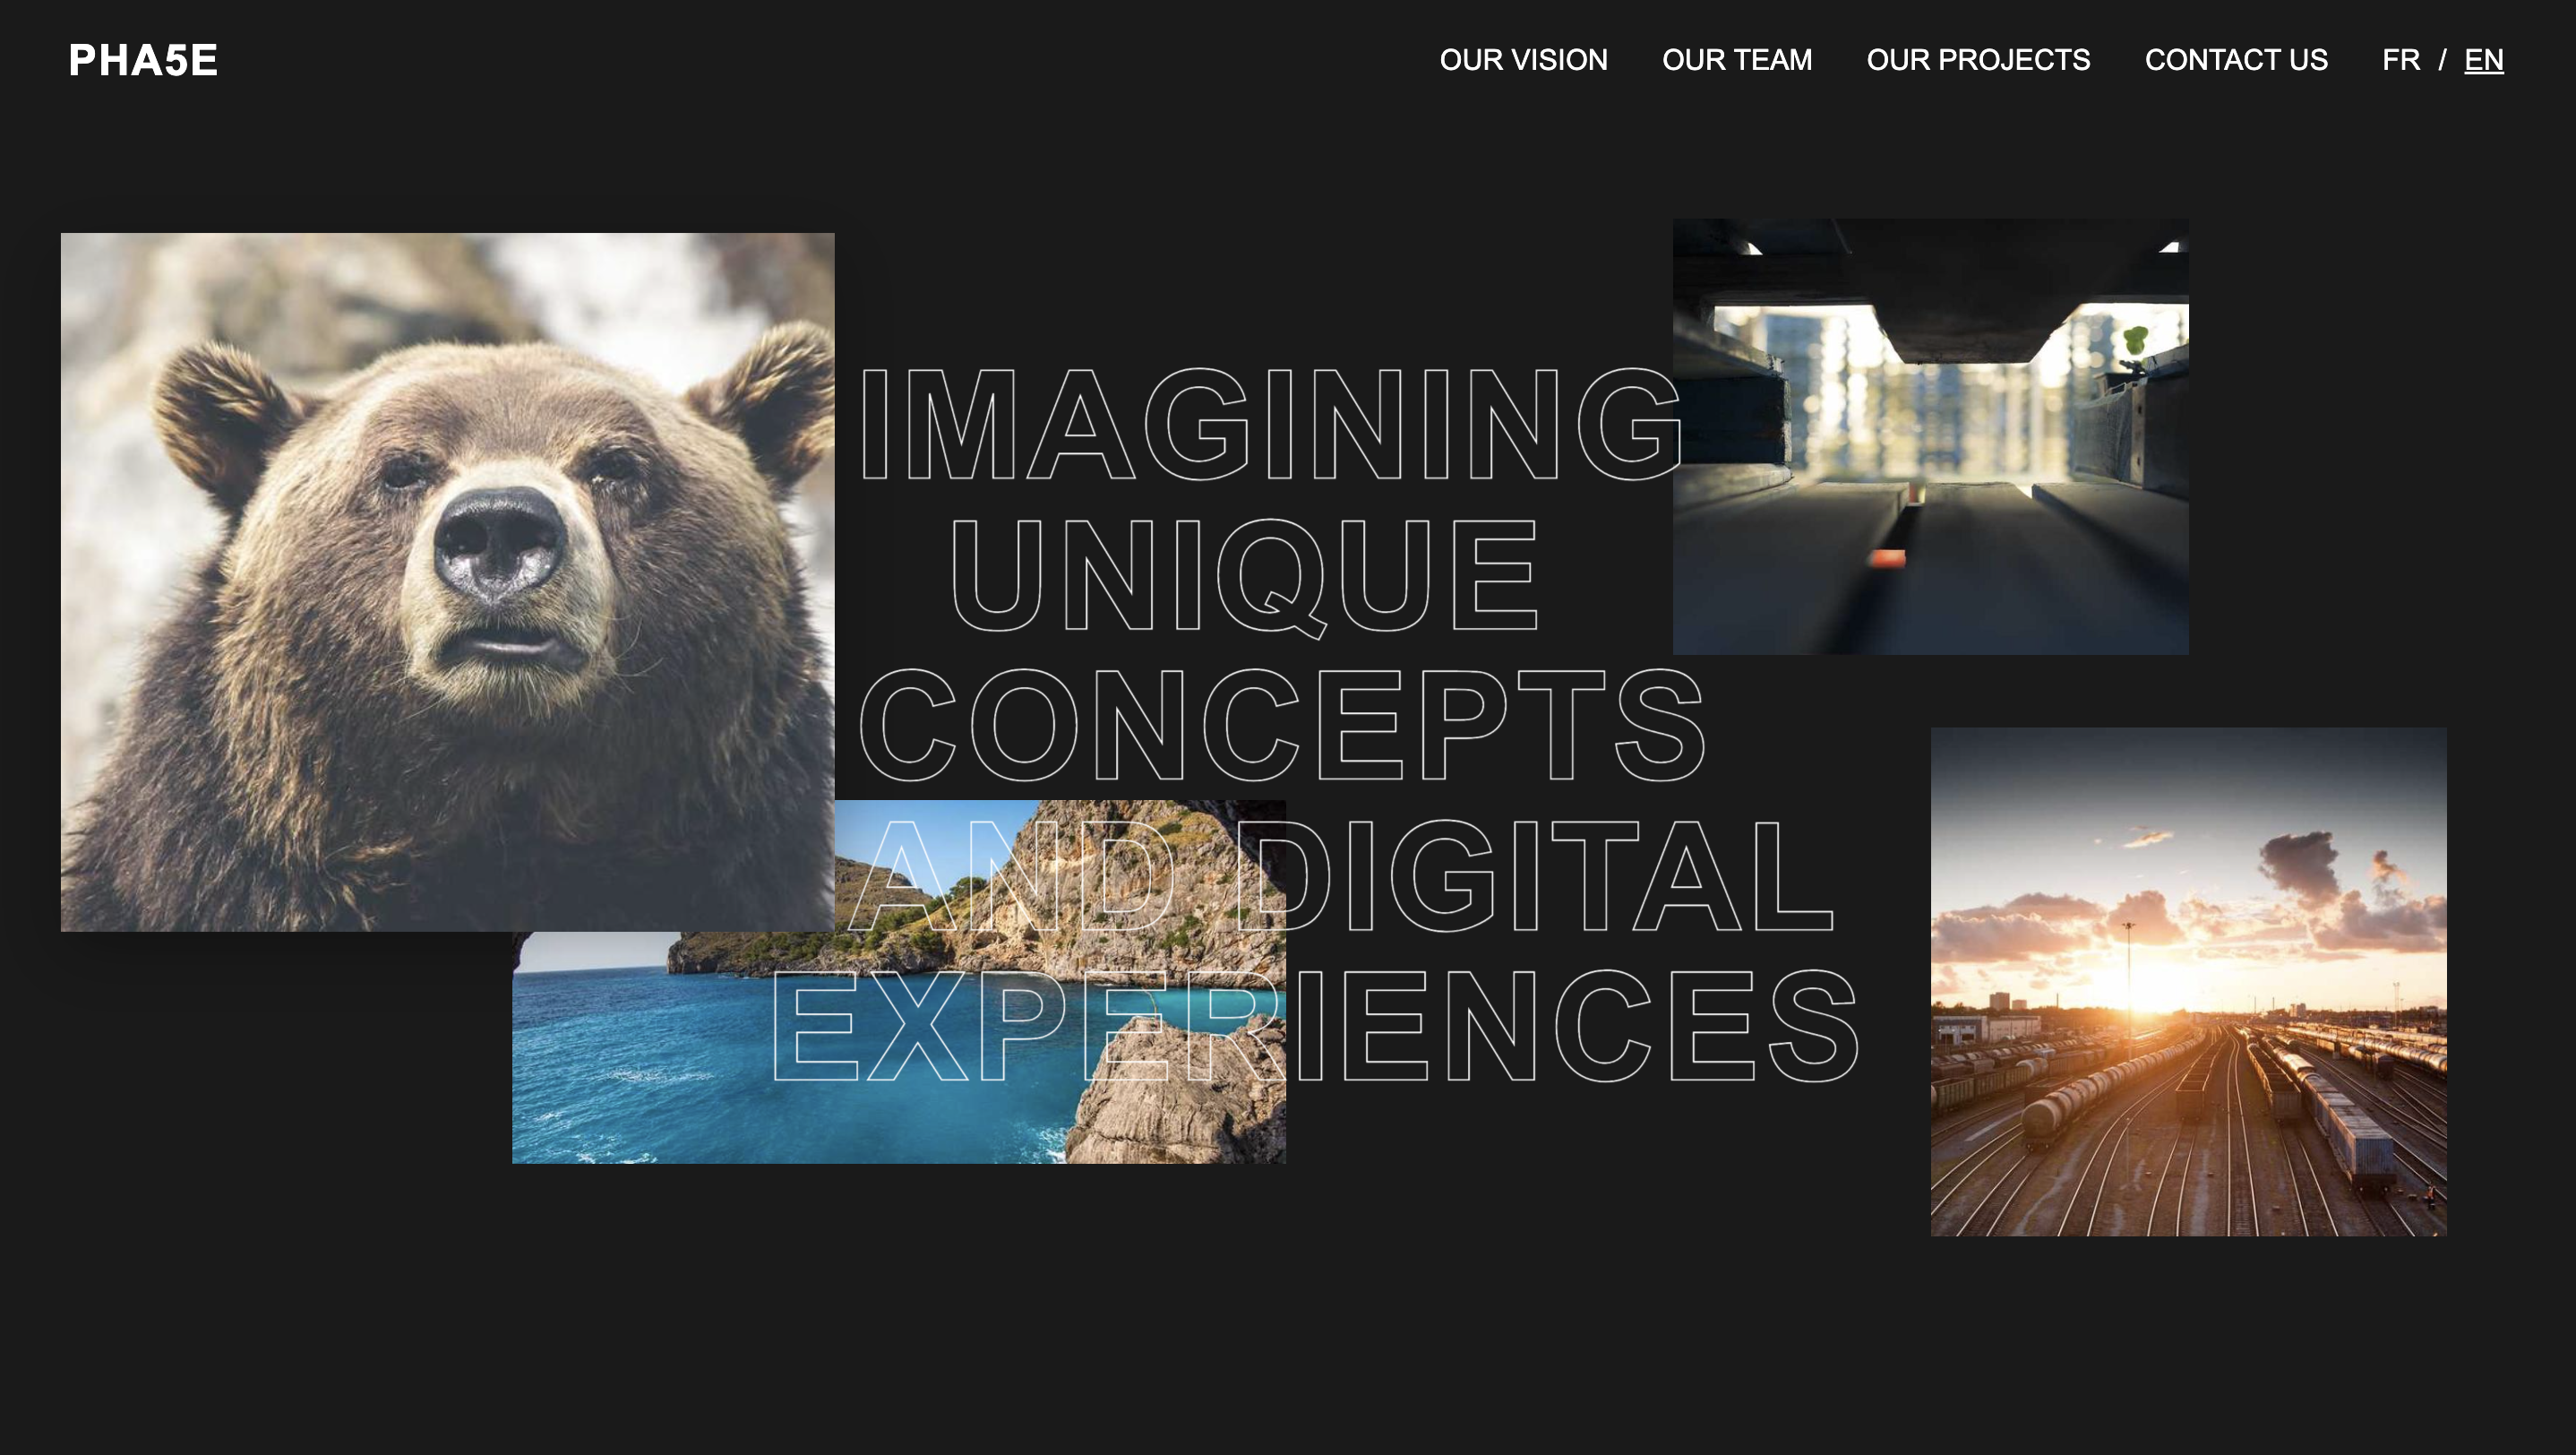 PHA5E
OUR VISION OUR TEAM OUR PROJECTS CONTACT US FR / EN
IMAGINING
UNIQUE
CONCEPTS
AND DIGITAL
EXPERIENCES